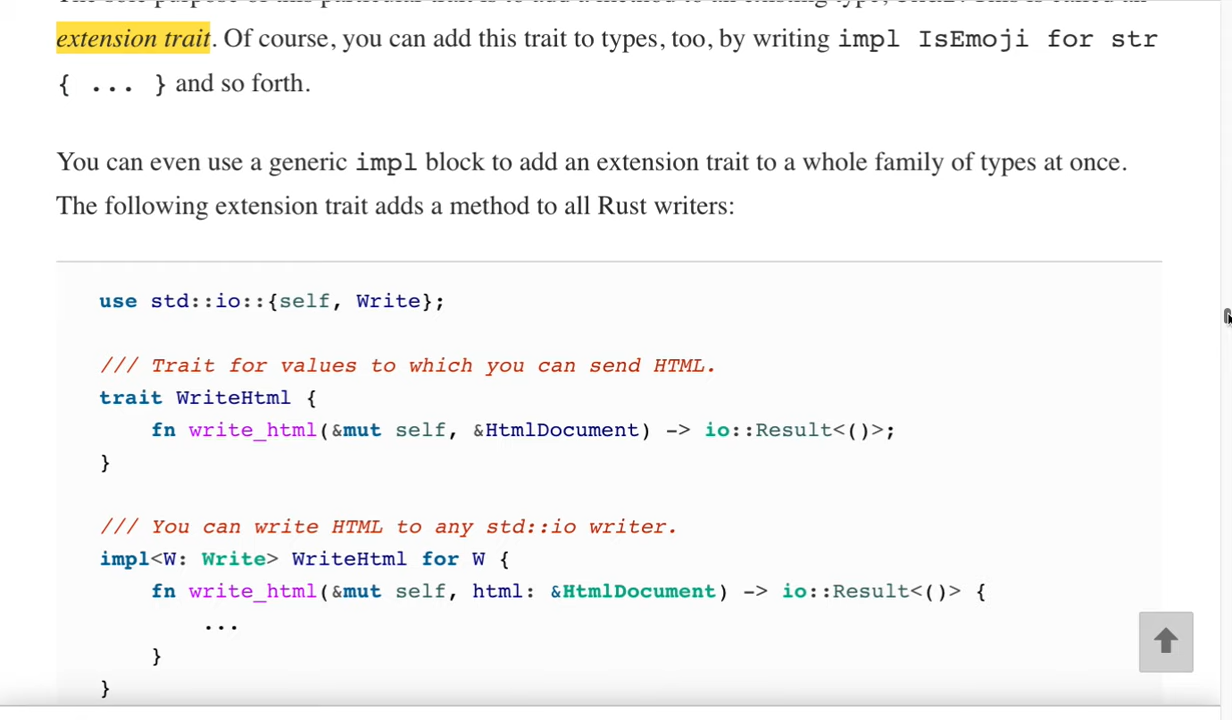 extension trait. Of course, you can add this trait to types, too, by writing impl IsEmoji for str
{ ... } and so forth.
You can even use a generic impl block to add an extension trait to a whole family of types at once.
The following extension trait adds a method to all Rust writers:
use std::io::{self, Write};
/// Trait for values to which you can send HTML.
trait WriteHtml {
    fn write_html(&mut self, &HtmlDocument) -> io::Result<()>;
}
/// You can write HTML to any std::io writer.
impl<W: Write> WriteHtml for W {
    fn write_html(&mut self, html: &HtmlDocument) -> io::Result<()> {
        ...
    }
}